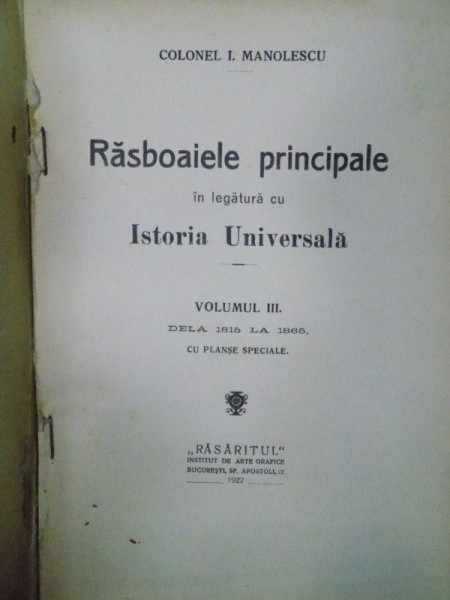 COLONEL I. MANOLESCU
Răsboaiele principale
în legătură cu
Istoria Universală
VOLUMUL III.
DELA 1815 LA 1865.
CU PLANȘE SPECIALE.
„RĂSĂRITUL“
INSTITUT DE ARTE GRAFICE
BUCUREȘTI, SF. APOSTOLI,
1922